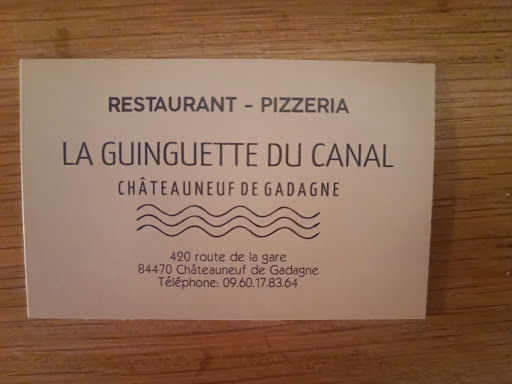 RESTAURANT - PIZZERIA
LA GUINGUETTE DU CANAL
CHÂTEAUNEUF DE GADAGNE
420 route de la gare
84470 Châteauneuf de Gadagne
Téléphone: 09.60.17.83.64